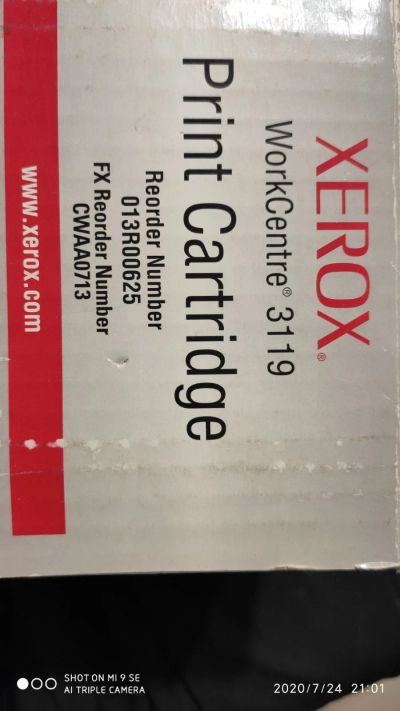 XEROX®
WorkCentre® 3119
Print Cartridge
Reorder Number
013R00625
FX Reorder Number
CWAA0713
www.xerox.com
SHOT ON MI 9 SE
AI TRIPLE CAMERA
2020/7/24 21:01